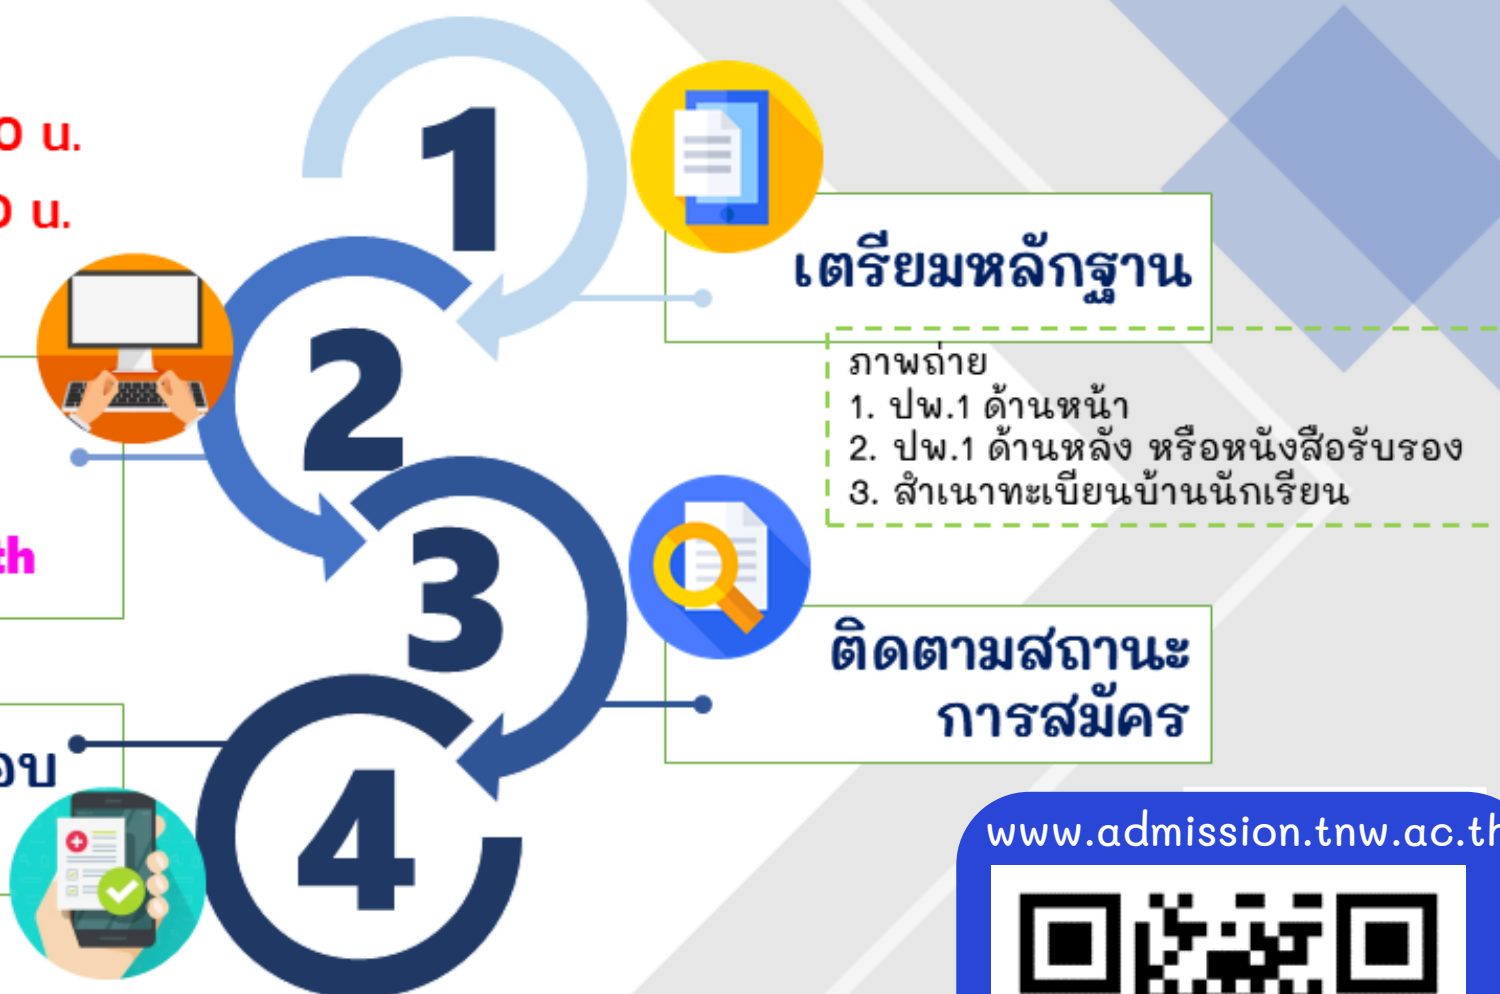 1
น.
น.
เตรียมหลักฐาน
2
ภาพถ่าย
1. ปพ.1 ด้านหน้า
2. ปพ.1 ด้านหลัง หรือหนังสือรับรอง
3. สำเนาทะเบียนบ้านนักเรียน
th
3
ติดตามสถานะ
การสมัคร
4
www.admission.tnw.ac.th